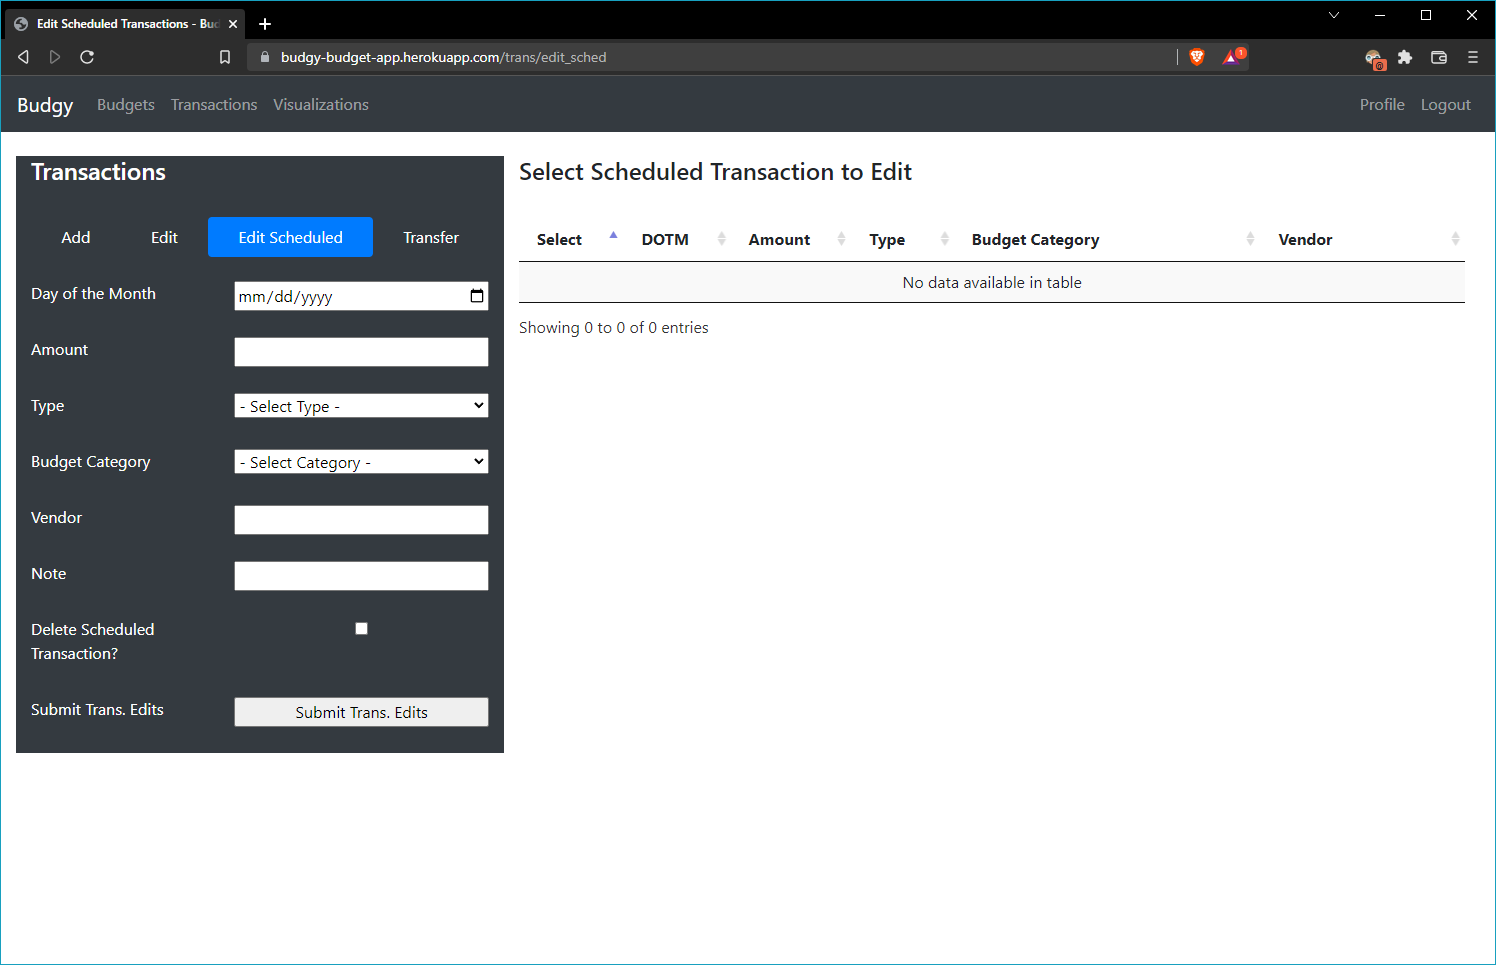 Edit Scheduled Transactions - Bud
budgy-budget-app.herokuapp.com/trans/edit_sched
1
Budgy Budgets Transactions Visualizations Profile Logout
Transactions
Add Edit Edit Scheduled Transfer
Day of the Month mm/dd/yyyy
Amount
Type - Select Type -
Budget Category - Select Category -
Vendor
Note
Delete Scheduled
Transaction?
Submit Trans. Edits Submit Trans. Edits
Select Scheduled Transaction to Edit
Select DOTM Amount Type Budget Category Vendor
No data available in table
Showing 0 to 0 of 0 entries